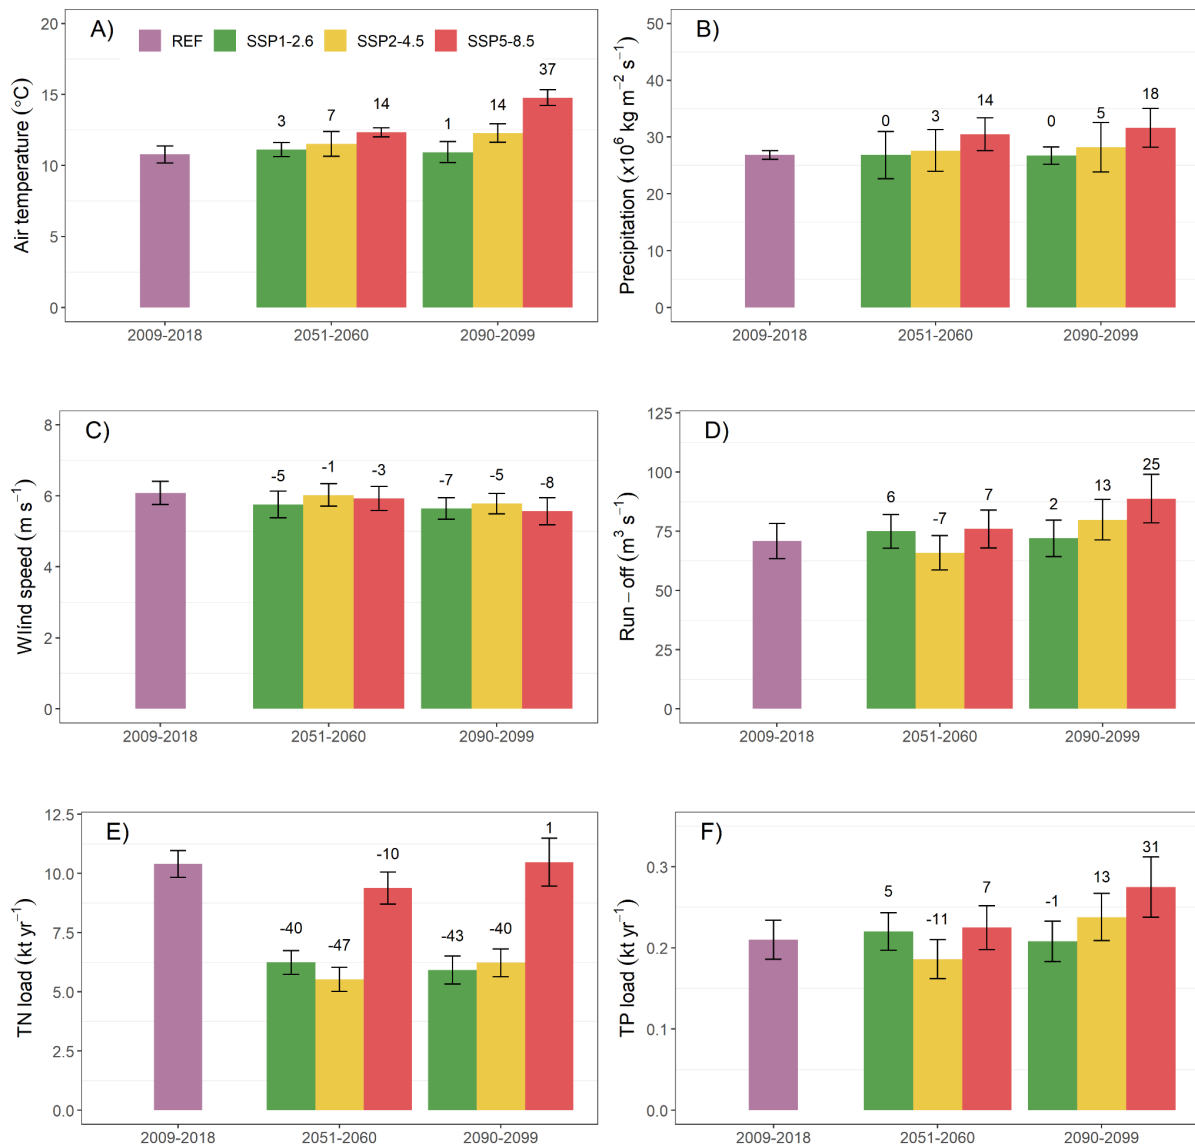 A)
REF SSP1-2.6 SSP2-4.5 SSP5-8.5
Air temperature (°C)
20
15
10
5
0
3 7 14 1 14 37
2009-2018 2051-2060 2090-2099
B)
Precipitation (x10⁶ kg m⁻² s⁻¹)
50
40
30
20
10
0
0 3 14 0 5 18
2009-2018 2051-2060 2090-2099
C)
WIínd speed (m s⁻¹)
8
6
4
2
0
-5 -1 -3 -7 -5 -8
2009-2018 2051-2060 2090-2099
D)
Run − off (m³ s⁻¹)
125
100
75
50
25
0
6 -7 7 2 13 25
2009-2018 2051-2060 2090-2099
E)
TN load (kt yr⁻¹)
12.5
10.0
7.5
5.0
2.5
0.0
-40 -47 -10 -43 -40 1
2009-2018 2051-2060 2090-2099
F)
TP load (kt yr⁻¹)
0.3
0.2
0.1
0.0
5 -11 7 -1 13 31
2009-2018 2051-2060 2090-2099